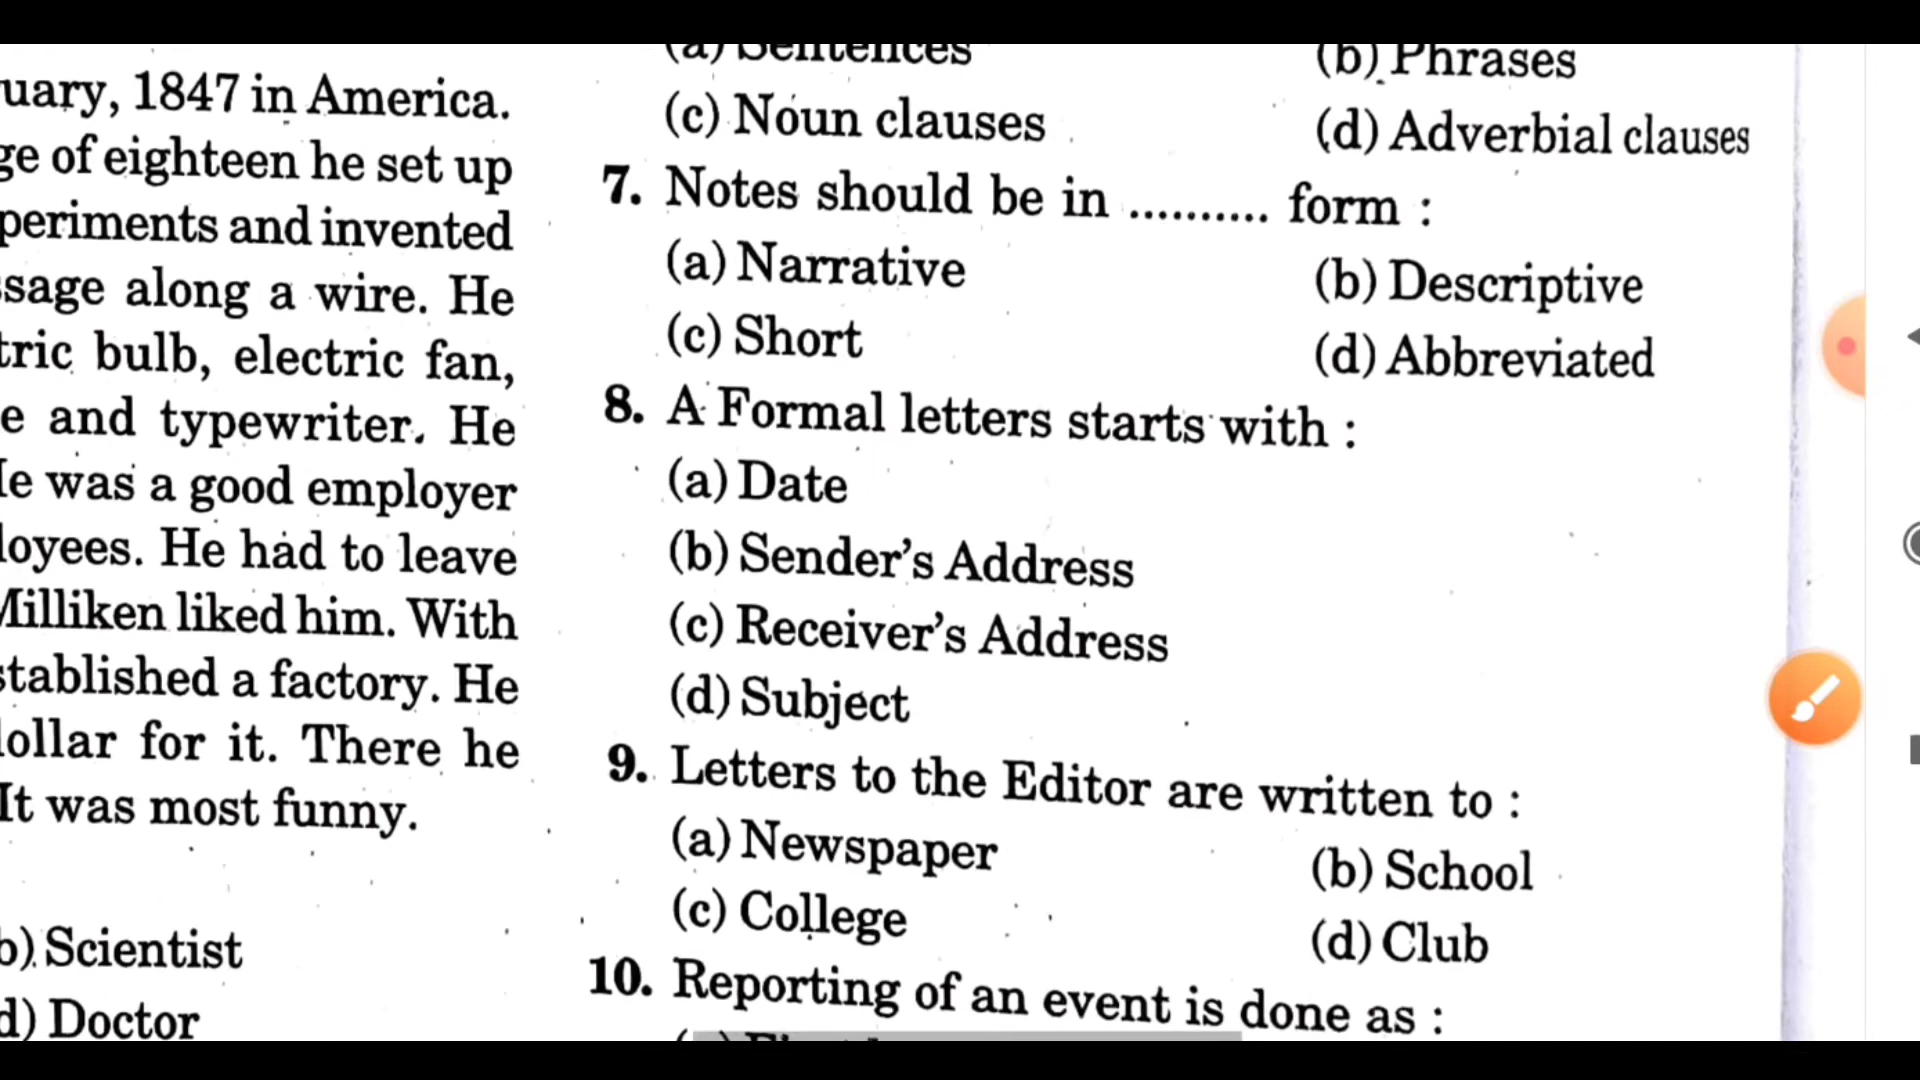 uary, 1847 in America.
ge of eighteen he set up
periments and invented
ssage along a wire. He
tric bulb, electric fan,
e and typewriter. He
He was a good employer
loyees. He had to leave
Milliken liked him. With
stablished a factory. He
dollar for it. There he
It was most funny.
b) Scientist
d) Doctor
(a) Sentences (b) Phrases
(c) Noun clauses (d) Adverbial clauses
7. Notes should be in .......... form :
(a) Narrative (b) Descriptive
(c) Short (d) Abbreviated
8. A Formal letters starts with :
(a) Date
(b) Sender's Address
(c) Receiver's Address
(d) Subject
9. Letters to the Editor are written to :
(a) Newspaper (b) School
(c) College (d) Club
10. Reporting of an event is done as :